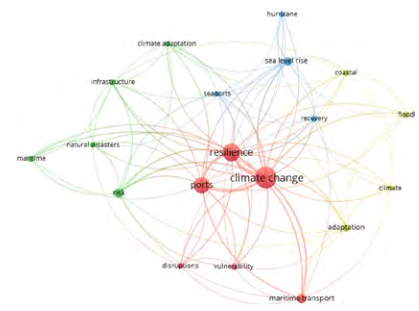 hurricane
climate adaptation
sea level rise
coastal
infrastructure
seaports
recovery
natural disasters
resilience
maritime
climate change
ports
climate
risk
adaptation
disruptions
vulnerability
maritime transport